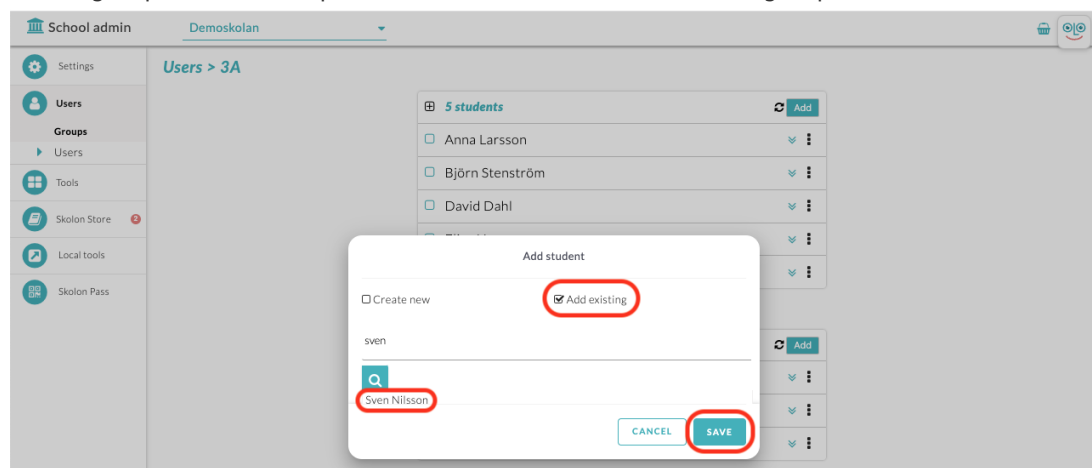 School admin
Demoskolan
Settings
Users > 3A
Users
5 students
Add
Groups
Anna Larsson
Users
Björn Stenström
Tools
David Dahl
Skolon Store 2
Local tools
Add student
Skolon Pass
Create new
Add existing
sven
Add
Sven Nilsson
CANCEL
SAVE